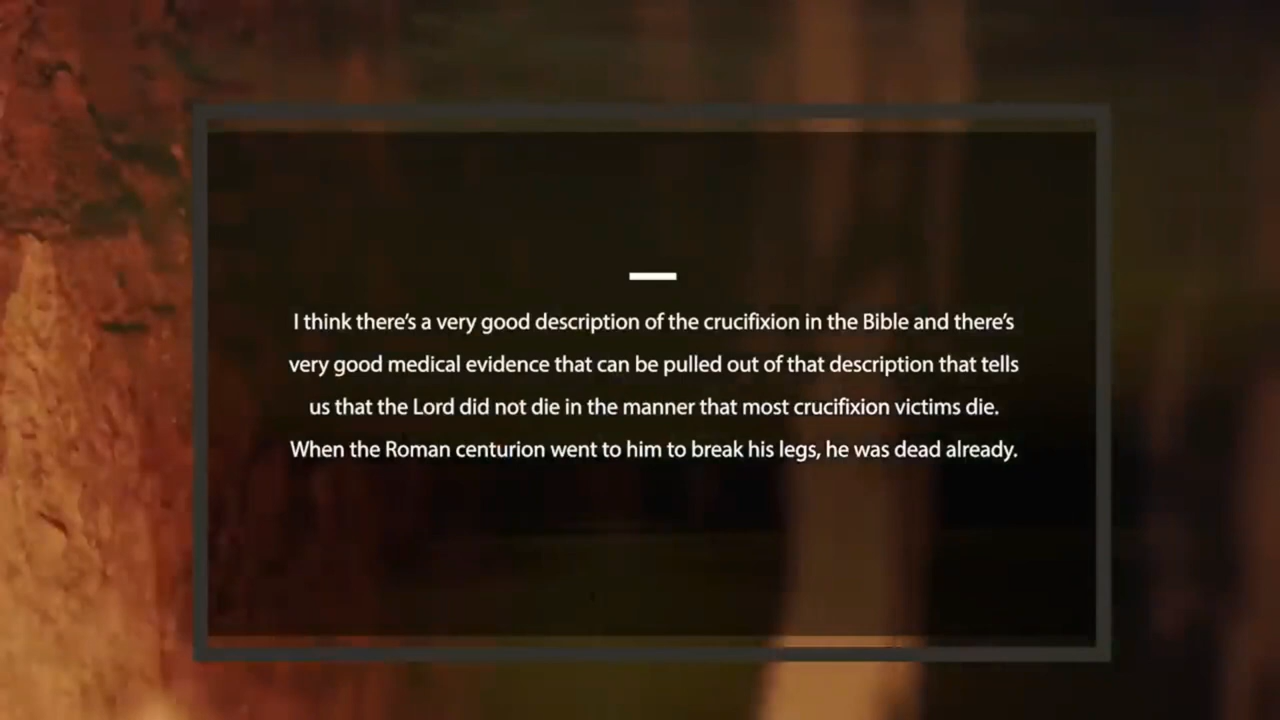 I think there's a very good description of the crucifixion in the Bible and there's
very good medical evidence that can be pulled out of that description that tells
us that the Lord did not die in the manner that most crucifixion victims die.
When the Roman centurion went to him to break his legs, he was dead already.